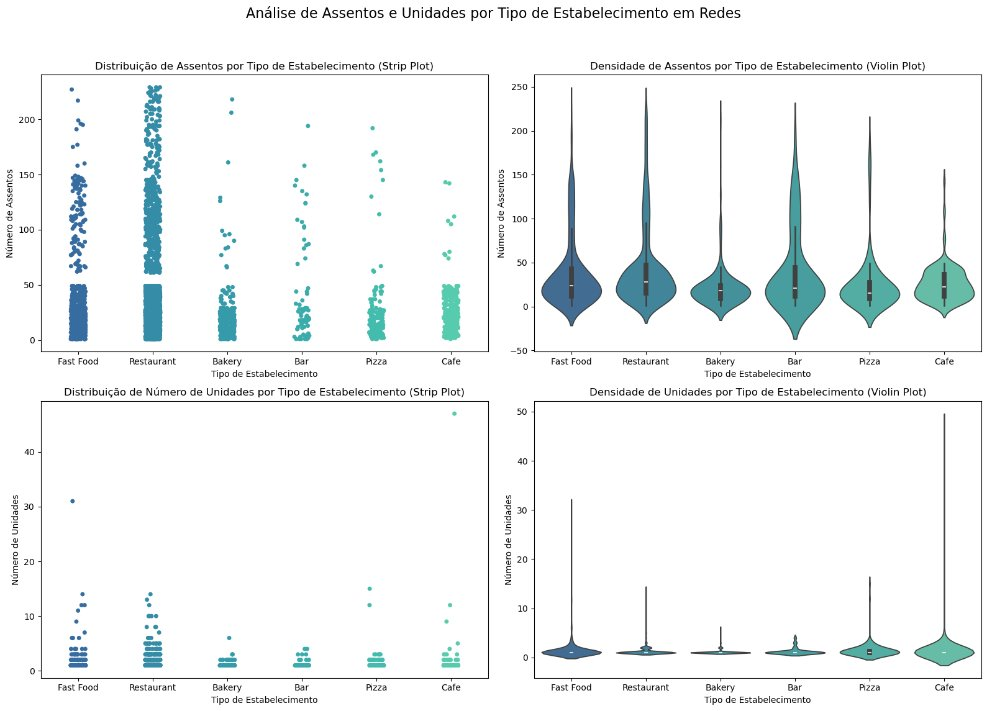 Análise de Assentos e Unidades por Tipo de Estabelecimento em Redes
Distribuição de Assentos por Tipo de Estabelecimento (Strip Plot)
Número de Assentos
200
150
100
50
0
Fast Food Restaurant Bakery Bar Pizza Cafe
Tipo de Estabelecimento
Densidade de Assentos por Tipo de Estabelecimento (Violin Plot)
Número de Assentos
250
200
150
100
50
0
−50
Fast Food Restaurant Bakery Bar Pizza Cafe
Tipo de Estabelecimento
Distribuição de Número de Unidades por Tipo de Estabelecimento (Strip Plot)
Número de Unidades
40
30
20
10
0
Fast Food Restaurant Bakery Bar Pizza Cafe
Tipo de Estabelecimento
Densidade de Unidades por Tipo de Estabelecimento (Violin Plot)
Número de Unidades
50
40
30
20
10
0
Fast Food Restaurant Bakery Bar Pizza Cafe
Tipo de Estabelecimento